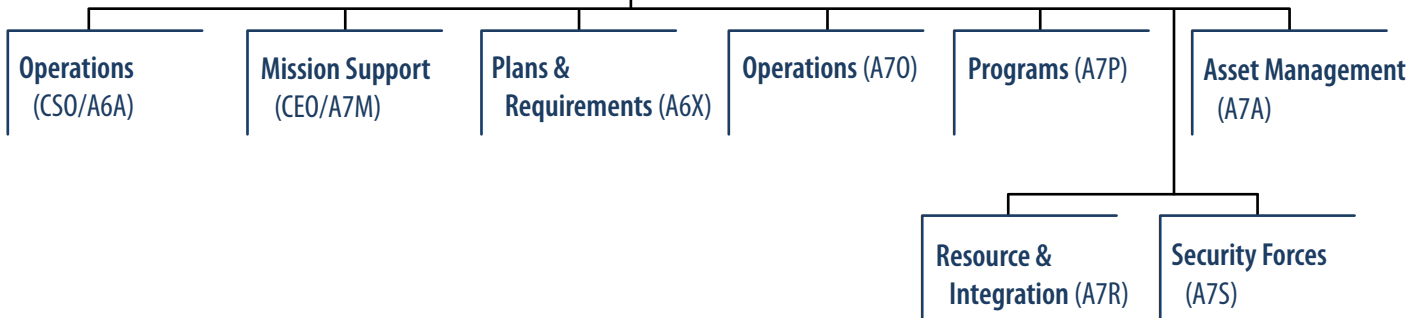 Operations
(CSO/A6A)
Mission Support
(CEO/A7M)
Plans &
Requirements (A6X)
Operations (A7O)
Programs (A7P)
Asset Management
(A7A)
Resource &
Integration (A7R)
Security Forces
(A7S)